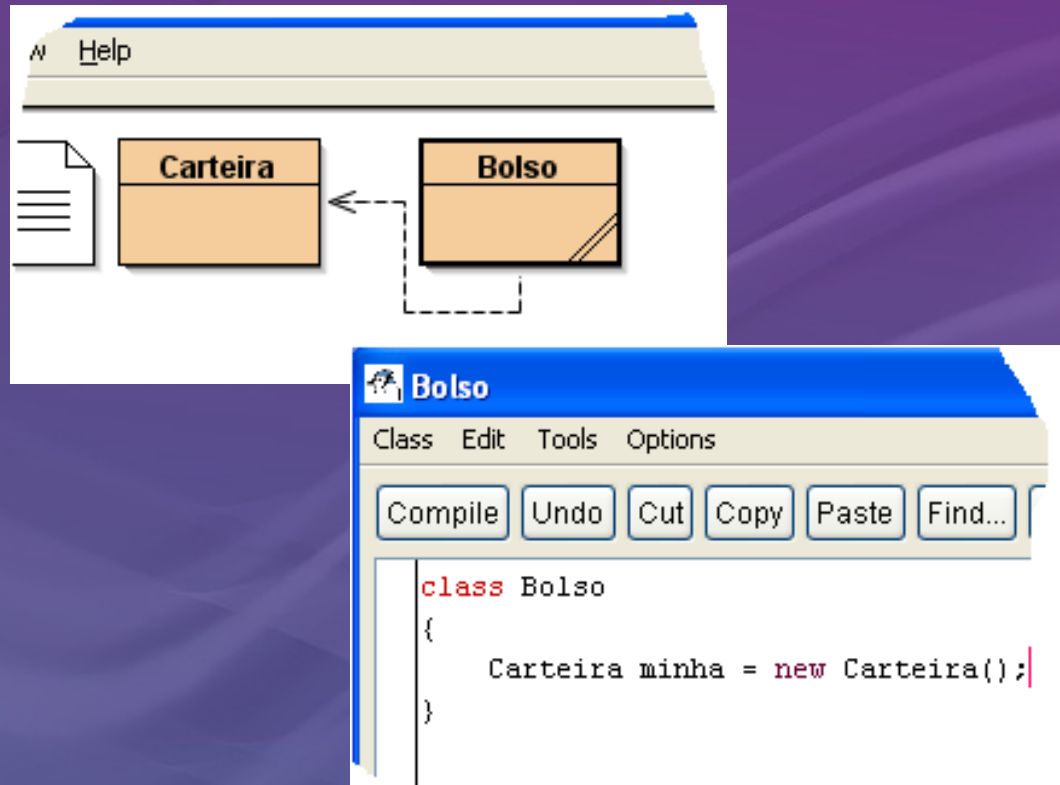 Help
Carteira
Bolso
Bolso
Class Edit Tools Options
Compile Undo Cut Copy Paste Find...
class Bolso
{
Carteira minha = new Carteira();
}